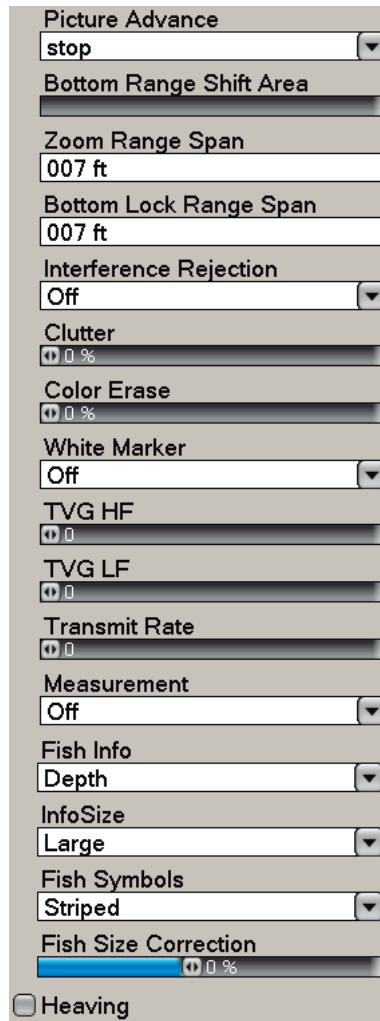 Picture Advance
stop
Bottom Range Shift Area
Zoom Range Span
007 ft
Bottom Lock Range Span
007 ft
Interference Rejection
Off
Clutter
0 %
Color Erase
0 %
White Marker
Off
TVG HF
0
TVG LF
0
Transmit Rate
0
Measurement
Off
Fish Info
Depth
InfoSize
Large
Fish Symbols
Striped
Fish Size Correction
0 %
Heaving